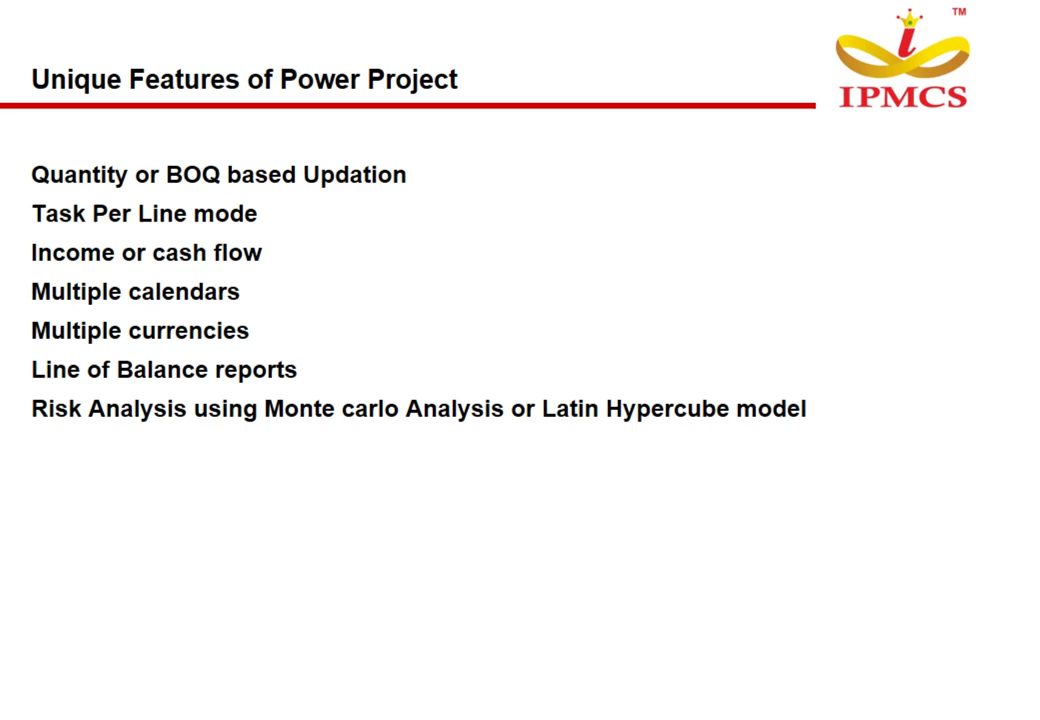 TM
i
IPMCS
Unique Features of Power Project
Quantity or BOQ based Updation
Task Per Line mode
Income or cash flow
Multiple calendars
Multiple currencies
Line of Balance reports
Risk Analysis using Monte carlo Analysis or Latin Hypercube model